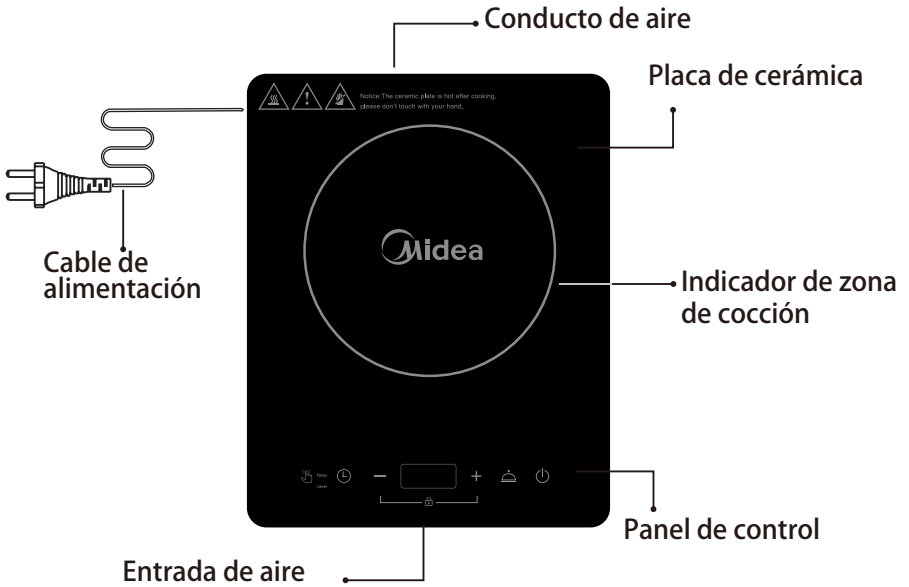 Conducto de aire
Placa de cerámica
Notice:The ceramic plate is hot after cooking,
please don't touch with your hand.
Midea
Cable de
alimentación
Indicador de zona
de cocción
Temp.
Level
Panel de control
Entrada de aire